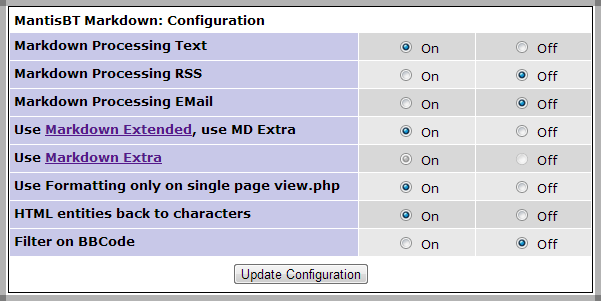 MantisBT Markdown: Configuration
Markdown Processing Text On Off
Markdown Processing RSS On Off
Markdown Processing EMail On Off
Use Markdown Extended, use MD Extra On Off
Use Markdown Extra On Off
Use Formatting only on single page view.php On Off
HTML entities back to characters On Off
Filter on BBCode On Off
Update Configuration